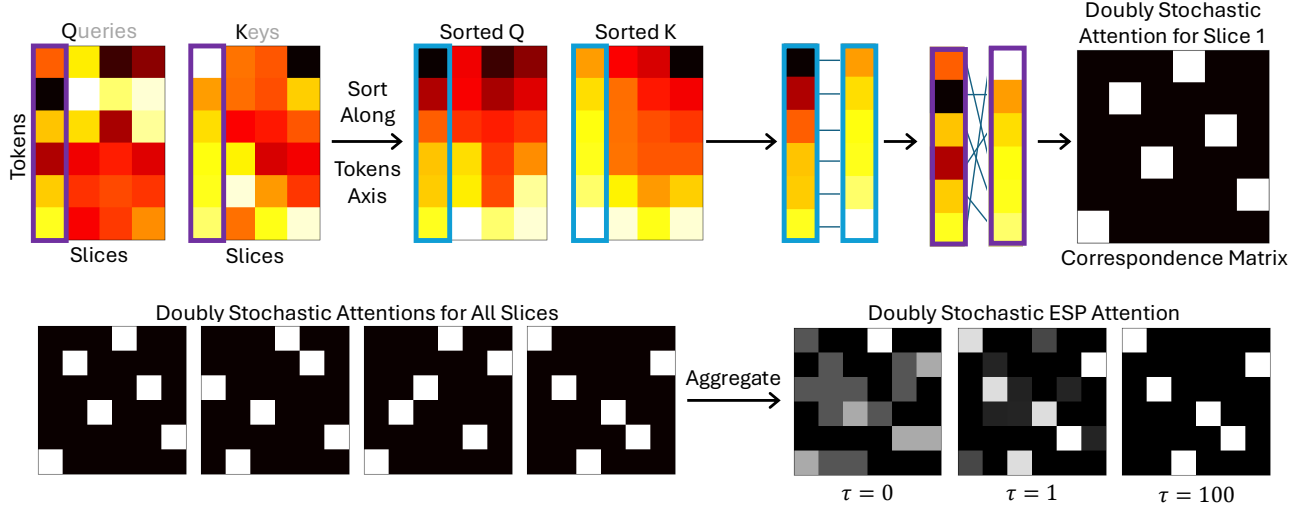 Queries
Keys
Sorted Q
Sorted K
Doubly Stochastic
Attention for Slice 1
Tokens
Sort
Along
Tokens
Axis
Slices
Slices
Correspondence Matrix
Doubly Stochastic Attentions for All Slices
Doubly Stochastic ESP Attention
Aggregate
τ = 0
τ = 1
τ = 100